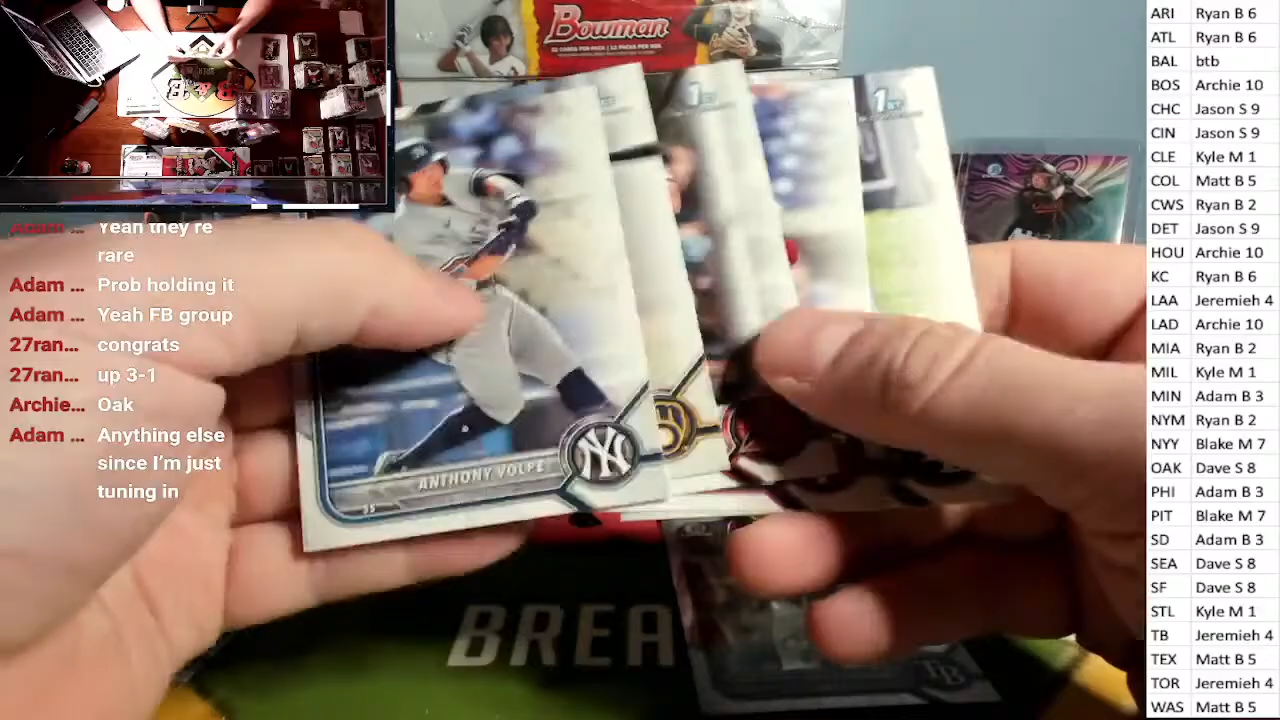 Bowman
1ST
1ST
Adam ... Yeah they're
rare
Adam ... Prob holding it
Adam ... Yeah FB group
27ran... congrats
27ran... up 3-1
Archie... Oak
Adam ... Anything else
since I'm just
tuning in
ANTHONY VOLPE
NY
BREA
TB
ARI Ryan B 6
ATL Ryan B 6
BAL btb
BOS Archie 10
CHC Jason S 9
CIN Jason S 9
CLE Kyle M 1
COL Matt B 5
CWS Ryan B 2
DET Jason S 9
HOU Archie 10
KC Ryan B 6
LAA Jeremieh 4
LAD Archie 10
MIA Ryan B 2
MIL Kyle M 1
MIN Adam B 3
NYM Ryan B 2
NYY Blake M 7
OAK Dave S 8
PHI Adam B 3
PIT Blake M 7
SD Adam B 3
SEA Dave S 8
SF Dave S 8
STL Kyle M 1
TB Jeremieh 4
TEX Matt B 5
TOR Jeremieh 4
WAS Matt B 5